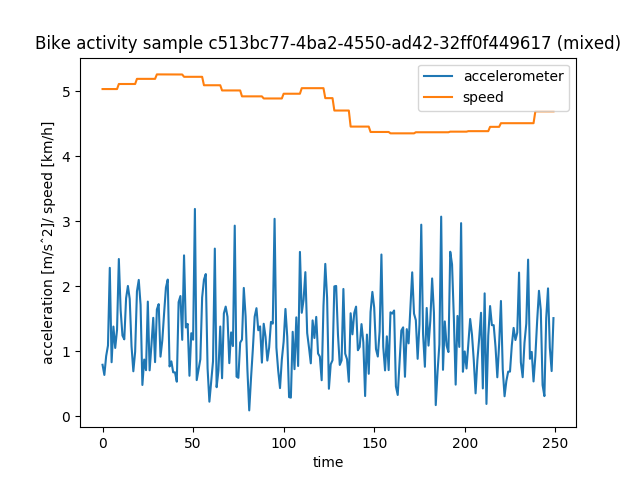 Bike activity sample c513bc77-4ba2-4550-ad42-32ff0f449617 (mixed)
accelerometer
speed
acceleration [m/s^2]/ speed [km/h]
5
4
3
2
1
0
0
50
100
150
200
250
time